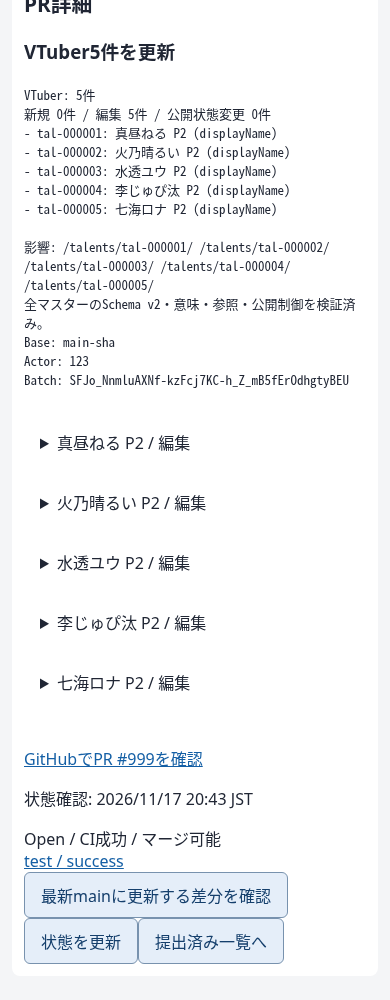 PR詳細
VTuber5件を更新
VTuber: 5件
新規 0件 / 編集 5件 / 公開状態変更 0件
- tal-000001: 真昼ねる P2 (displayName)
- tal-000002: 火乃晴るい P2 (displayName)
- tal-000003: 水透ユウ P2 (displayName)
- tal-000004: 李じゅぴ汰 P2 (displayName)
- tal-000005: 七海ロナ P2 (displayName)
影響: /talents/tal-000001/ /talents/tal-000002/
/talents/tal-000003/ /talents/tal-000004/
/talents/tal-000005/
全マスターのSchema v2・意味・参照・公開制御を検証済
み。
Base: main-sha
Actor: 123
Batch: SFJo_NnmluAXNf-kzFcj7KC-h_Z_mB5fErOdhgtyBEU
▶ 真昼ねる P2 / 編集
▶ 火乃晴るい P2 / 編集
▶ 水透ユウ P2 / 編集
▶ 李じゅぴ汰 P2 / 編集
▶ 七海ロナ P2 / 編集
GitHubでPR #999を確認
状態確認: 2026/11/17 20:43 JST
Open / CI成功 / マージ可能
test / success
最新mainに更新する差分を確認
状態を更新 提出済み一覧へ